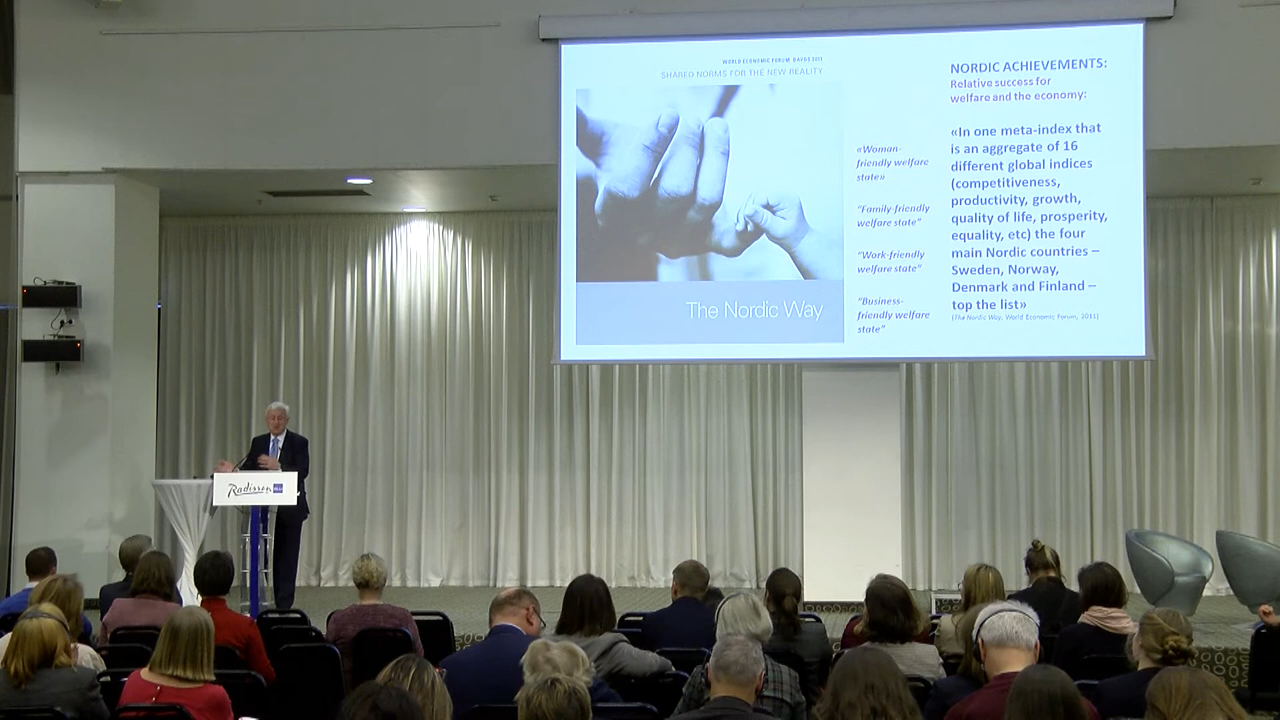 WORLD ECONOMIC FORUM DAVOS 2011
SHARED NORMS FOR THE NEW REALITY
The Nordic Way
«Woman-
friendly welfare
state»
"Family-friendly
welfare state"
"Work-friendly
welfare state"
"Business-
friendly welfare
state"
NORDIC ACHIEVEMENTS:
Relative success for
welfare and the economy:
«In one meta-index that
is an aggregate of 16
different global indices
(competitiveness,
productivity, growth,
quality of life, prosperity,
equality, etc) the four
main Nordic countries –
Sweden, Norway,
Denmark and Finland –
top the list»
(The Nordic Way, World Economic Forum, 2011)
Radisson